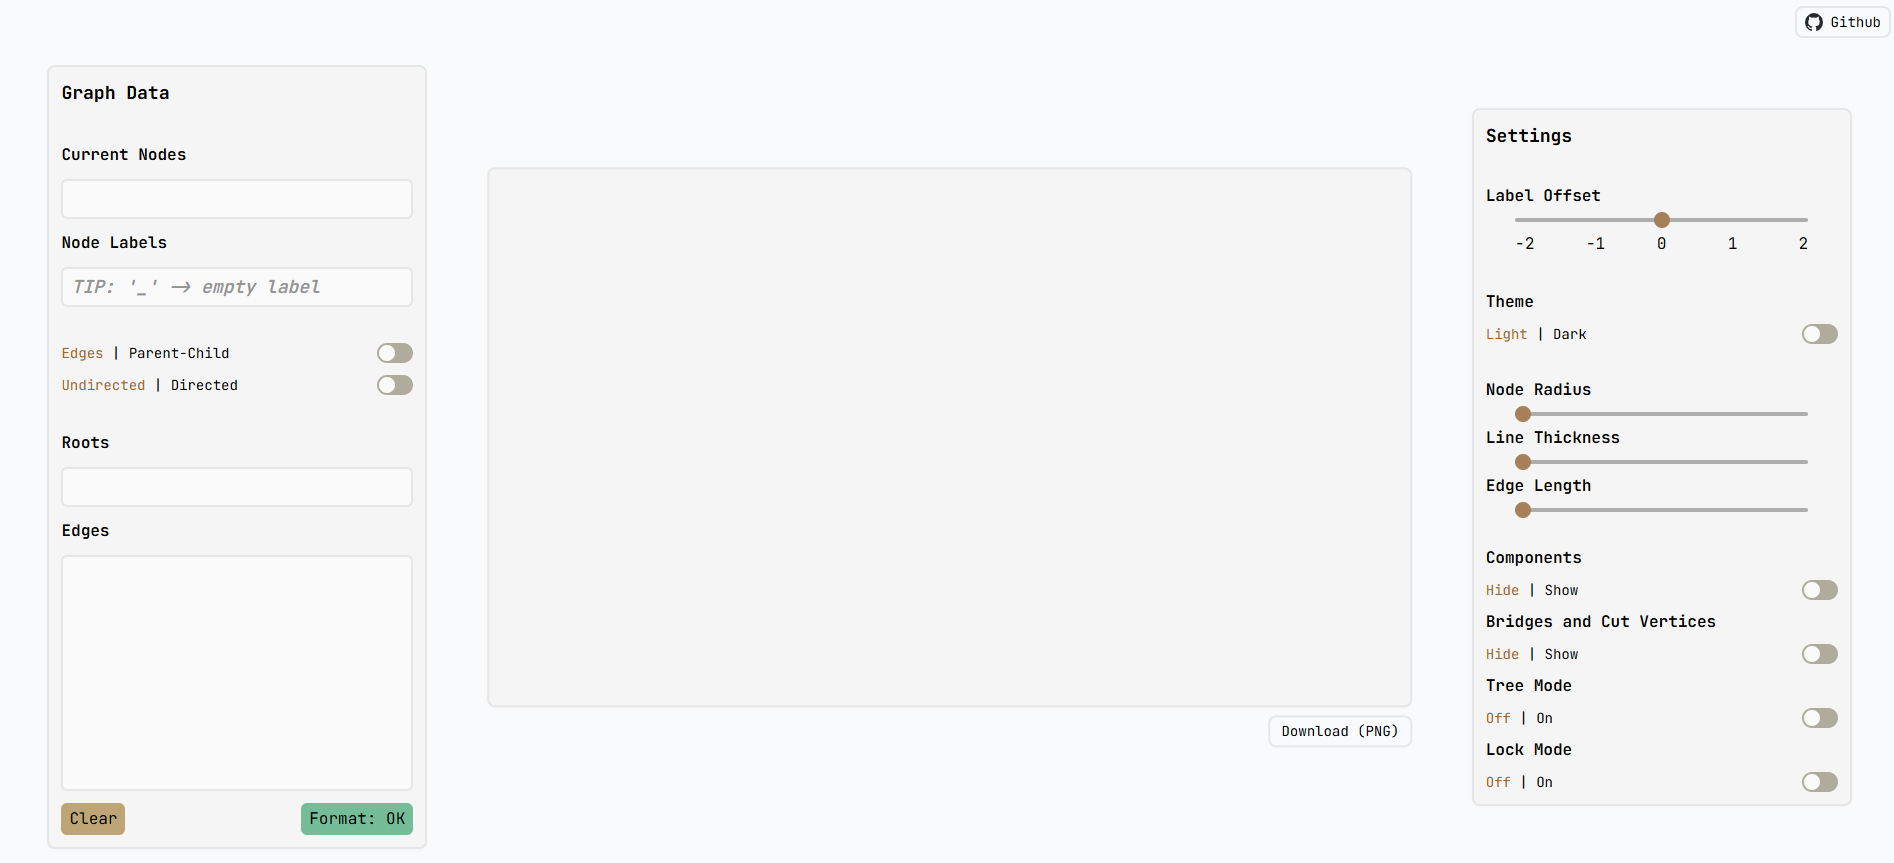 Github
Graph Data
Current Nodes
Node Labels
TIP: '_' -> empty label
Edges | Parent-Child
Undirected | Directed
Roots
Edges
Clear
Format: OK
Download (PNG)
Settings
Label Offset
-2 -1 0 1 2
Theme
Light | Dark
Node Radius
Line Thickness
Edge Length
Components
Hide | Show
Bridges and Cut Vertices
Hide | Show
Tree Mode
Off | On
Lock Mode
Off | On